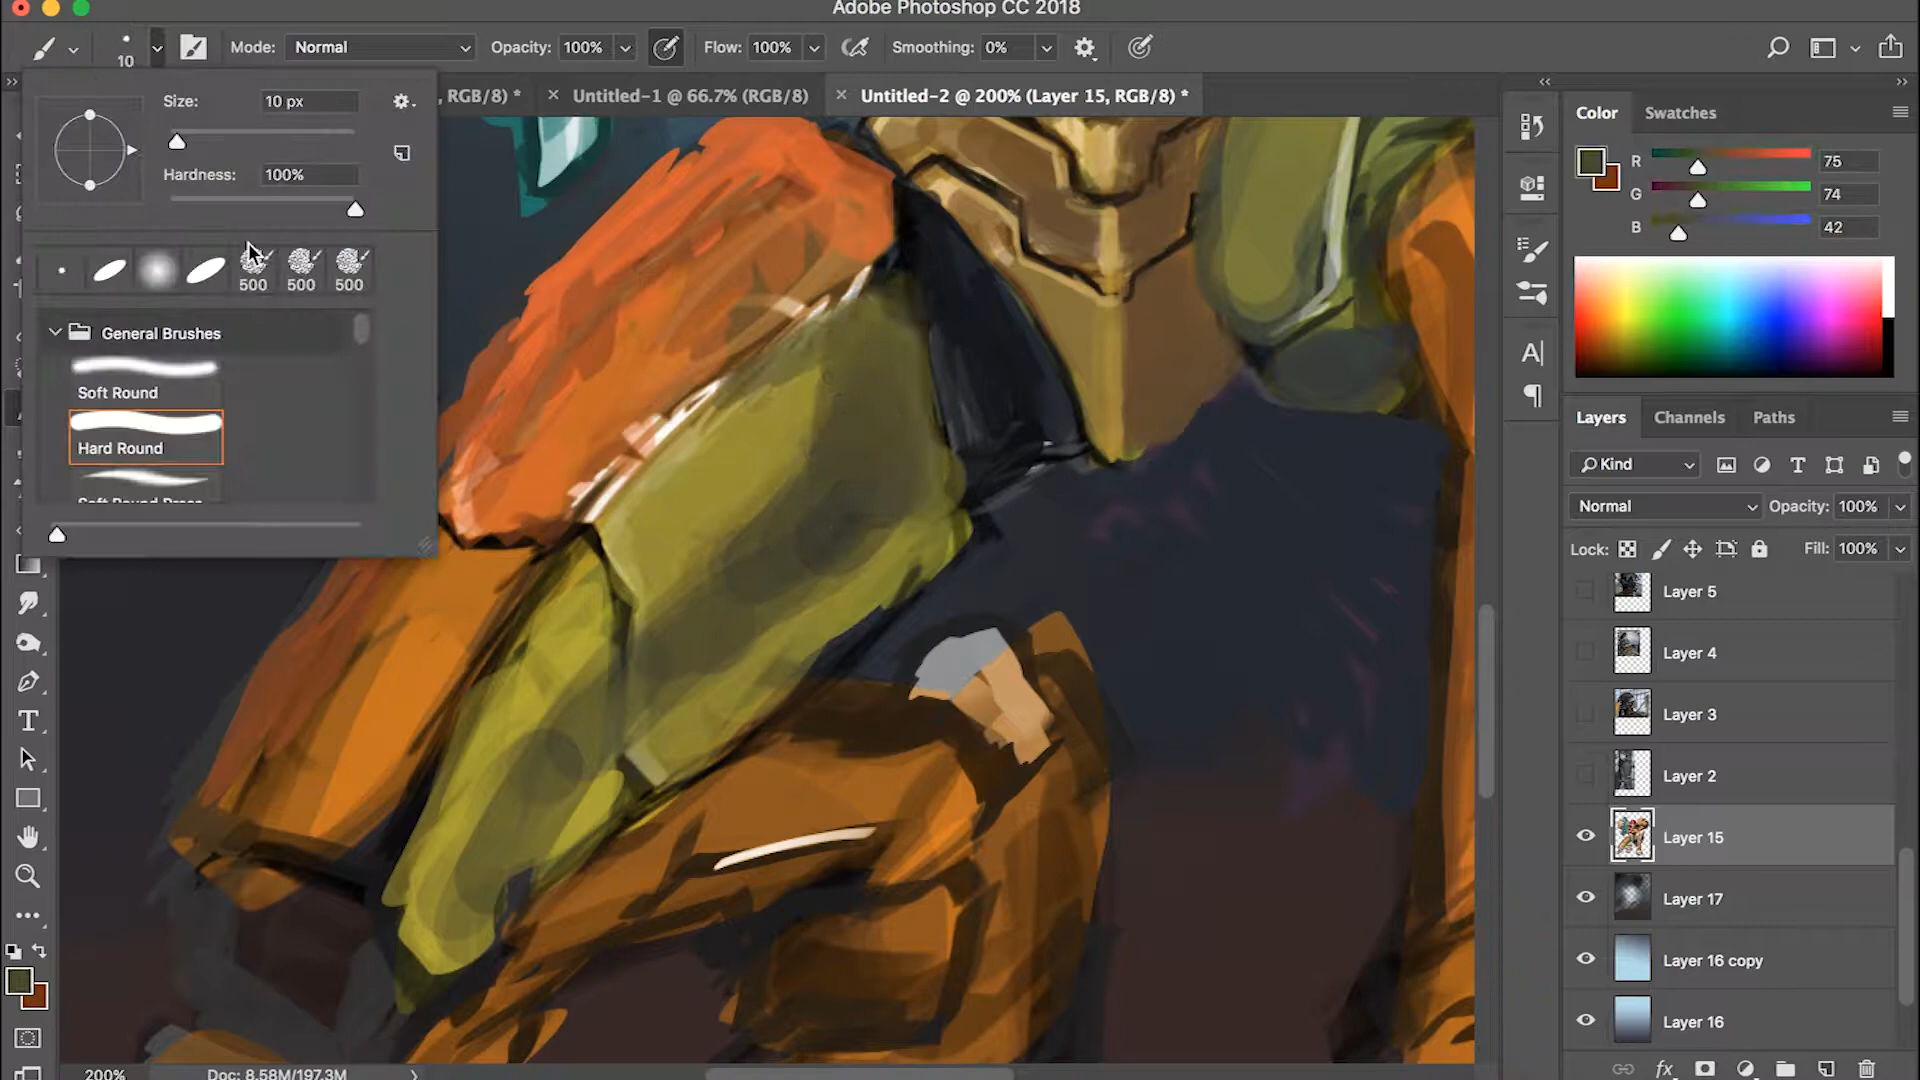 Adobe Photoshop CC 2018
10
Mode: Normal
Opacity: 100%
Flow: 100%
Smoothing: 0%
Size: 10 px
Hardness: 100%
500 500 500
General Brushes
Soft Round
Hard Round
, RGB/8) *
Untitled-1 @ 66.7% (RGB/8)
Untitled-2 @ 200% (Layer 15, RGB/8) *
Color Swatches
R 75
G 74
B 42
Layers Channels Paths
Kind
Normal Opacity: 100%
Lock: Fill: 100%
Layer 5
Layer 4
Layer 3
Layer 2
Layer 15
Layer 17
Layer 16 copy
Layer 16
fx
200% Doc: 8.58M/197.3M